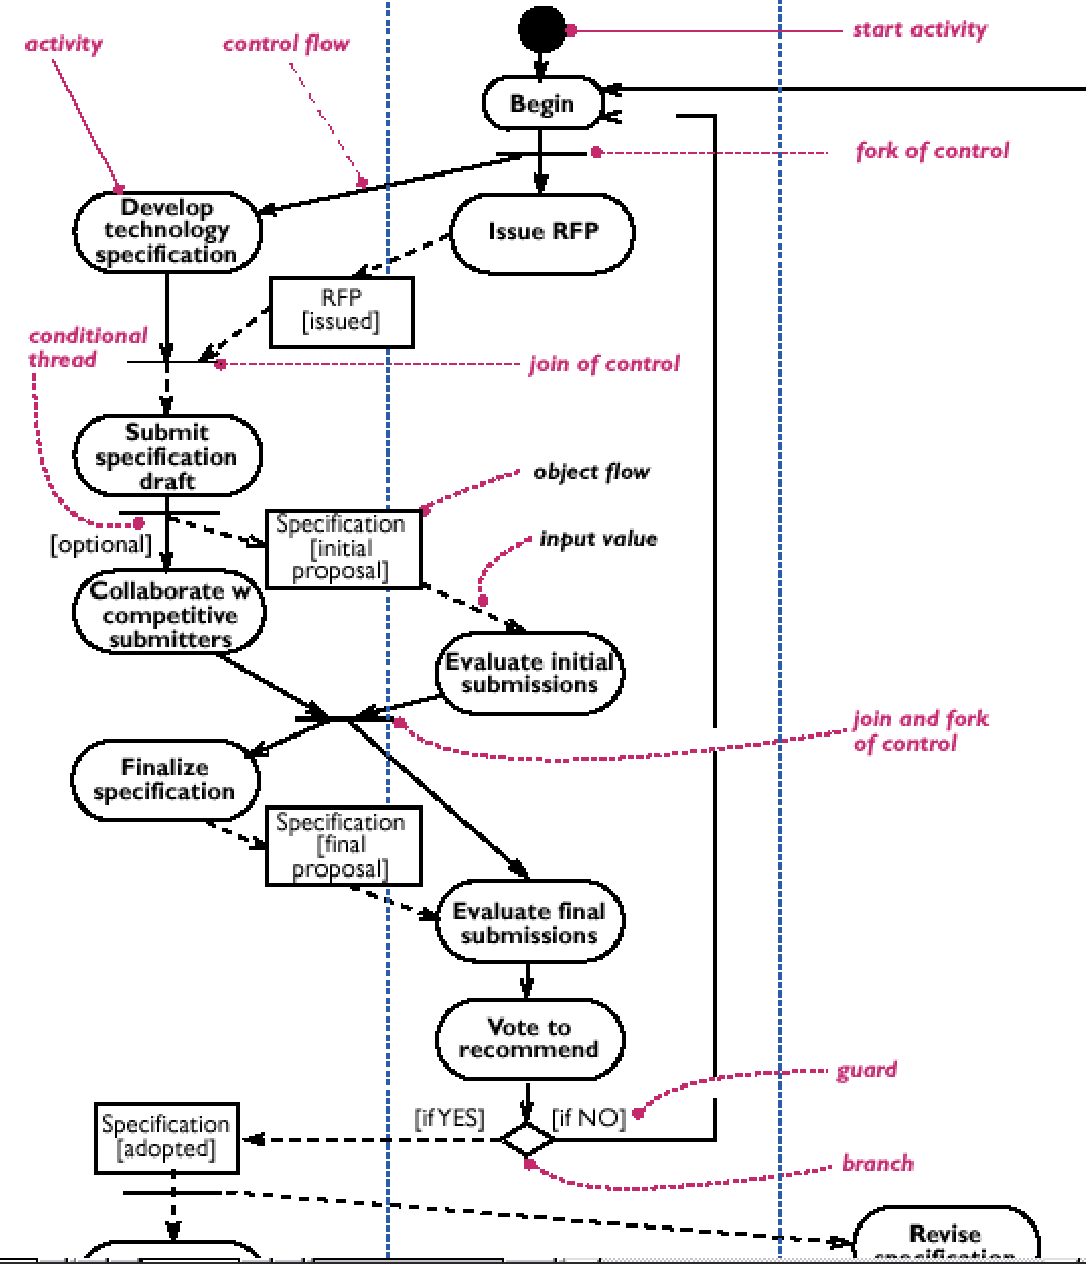 start activity
activity
control flow
Begin
fork of control
Develop
technology
specification
Issue RFP
RFP
[issued]
conditional
thread
join of control
Submit
specification
draft
object flow
Specification
[initial
proposal]
input value
[optional]
Collaborate w
competitive
submitters
Evaluate initial
submissions
join and fork
of control
Finalize
specification
Specification
[final
proposal]
Evaluate final
submissions
Vote to
recommend
guard
[if YES]
[if NO]
Specification
[adopted]
branch
Revise
specification